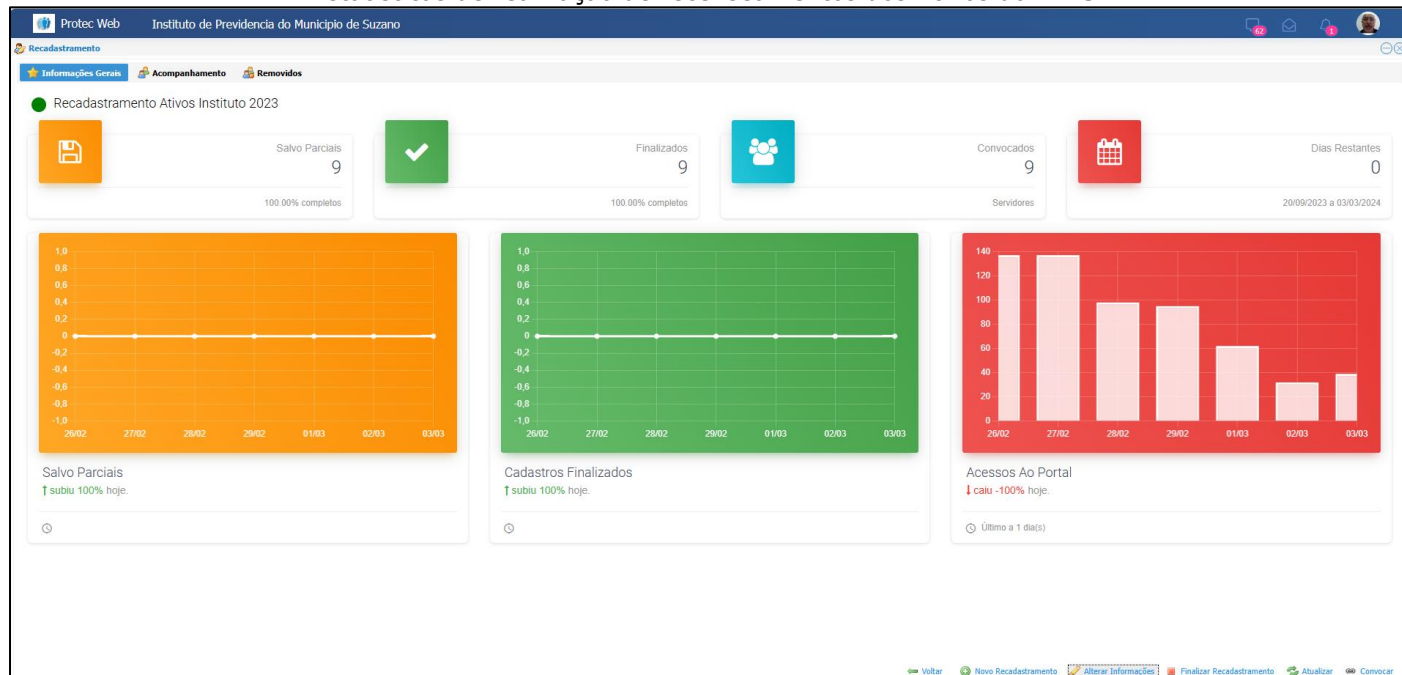 Protec Web Instituto de Previdencia do Municipio de Suzano 62 1
Recadastramento
Informações Gerais Acompanhamento Removidos
Recadastramento Ativos Instituto 2023
Salvo Parciais
9
100.00% completos
Finalizados
9
100.00% completos
Convocados
9
Servidores
Dias Restantes
0
20/09/2023 a 03/03/2024
1,0
0,8
0,6
0,4
0,2
0
-0,2
-0,4
-0,6
-0,8
-1,0
26/02 27/02 28/02 29/02 01/03 02/03 03/03
Salvo Parciais
subiu 100% hoje.
1,0
0,8
0,6
0,4
0,2
0
-0,2
-0,4
-0,6
-0,8
-1,0
26/02 27/02 28/02 29/02 01/03 02/03 03/03
Cadastros Finalizados
subiu 100% hoje.
140
120
100
80
60
40
20
0
26/02 27/02 28/02 29/02 01/03 02/03 03/03
Acessos Ao Portal
caiu -100% hoje.
Último a 1 dia(s)
Voltar Novo Recadastramento Alterar Informações Finalizar Recadastramento Atualizar Convocar